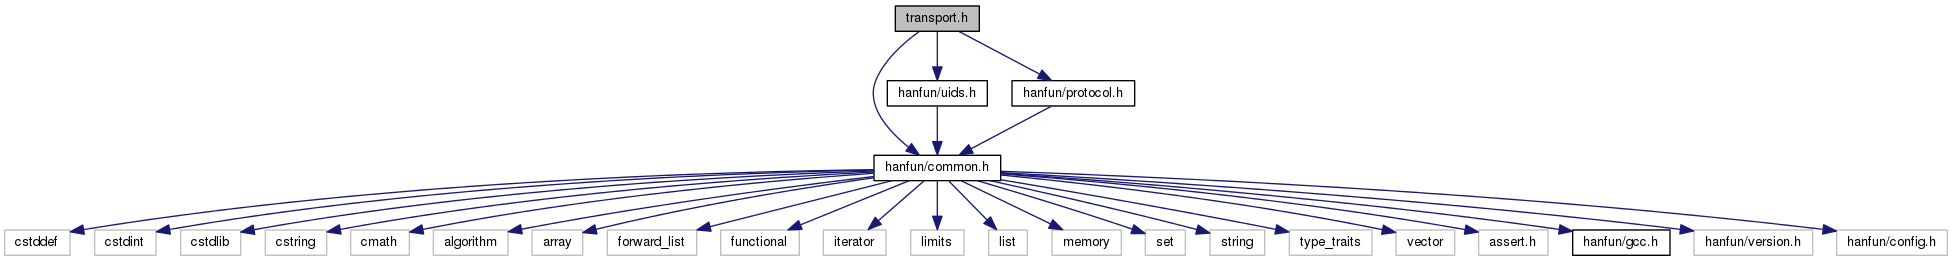 transport.h
hanfun/uids.h
hanfun/protocol.h
hanfun/common.h
cstddef
cstdint
cstdlib
cstring
cmath
algorithm
array
forward_list
functional
iterator
limits
list
memory
set
string
type_traits
vector
assert.h
hanfun/gcc.h
hanfun/version.h
hanfun/config.h